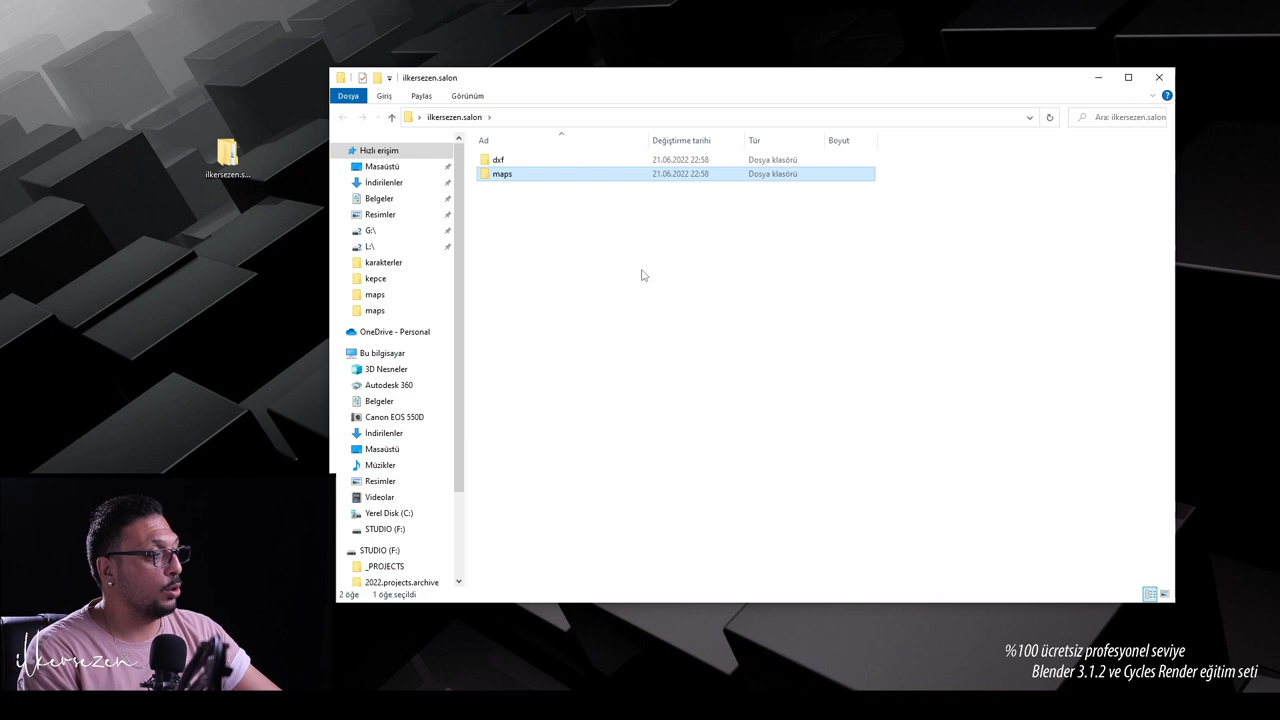 ilkersezen.salon
Dosya
Giriş
Paylaş
Görünüm
ilkersezen.salon
Ara: ilkersezen.salon
Ad
Değiştirme tarihi
Tür
Boyut
dxf
21.06.2022 22:58
Dosya klasörü
maps
21.06.2022 22:58
Dosya klasörü
Hızlı erişim
Masaüstü
İndirilenler
Belgeler
Resimler
G:\
L:\
karakterler
kepce
maps
maps
OneDrive - Personal
Bu bilgisayar
3D Nesneler
Autodesk 360
Belgeler
Canon EOS 550D
İndirilenler
Masaüstü
Müzikler
Resimler
Videolar
Yerel Disk (C:)
STUDIO (F:)
STUDIO (F:)
_PROJECTS
2022.projects.archive
2 öğe
1 öğe seçildi
ilkersezen.s...
ilkersezen
%100 ücretsiz profesyonel seviye
Blender 3.1.2 ve Cycles Render eğitim seti